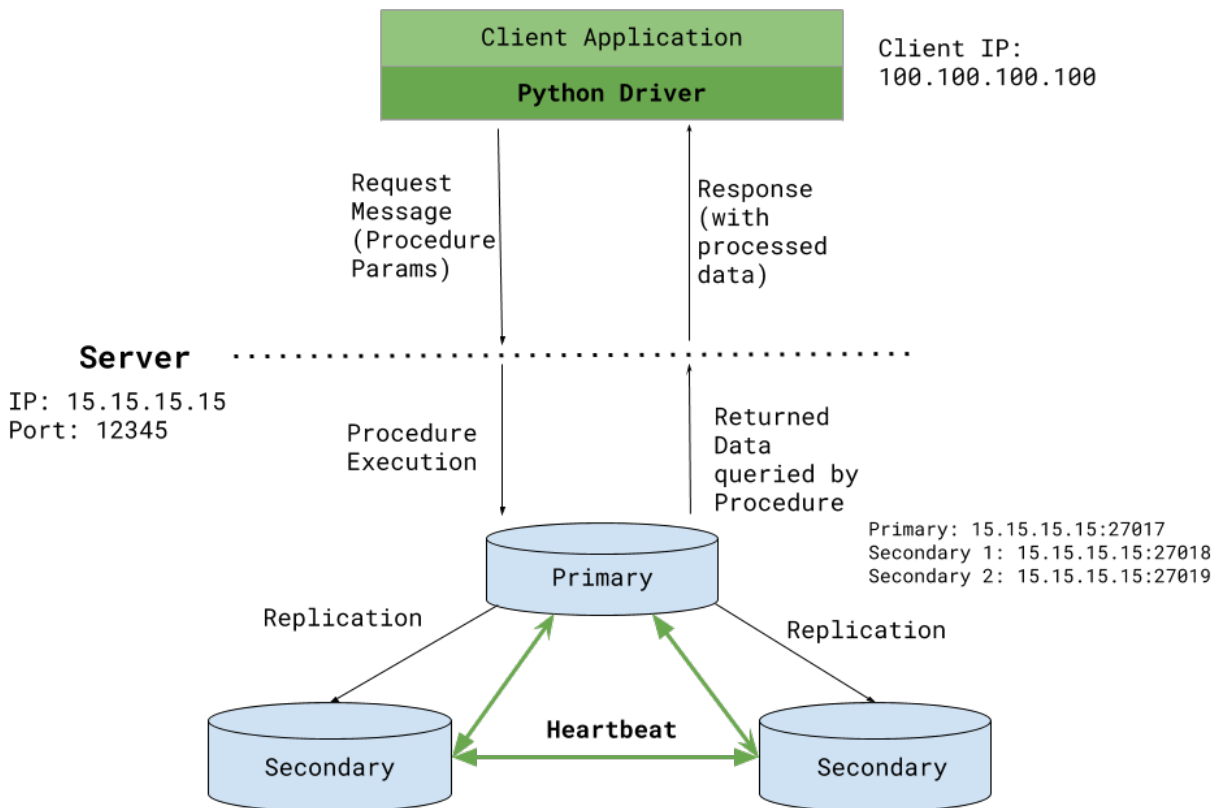 Client Application
Python Driver
Client IP:
100.100.100.100
Request
Message
(Procedure
Params)
Response
(with
processed
data)
Server
IP: 15.15.15.15
Port: 12345
Procedure
Execution
Returned
Data
queried by
Procedure
Primary: 15.15.15.15:27017
Secondary 1: 15.15.15.15:27018
Secondary 2: 15.15.15.15:27019
Primary
Replication
Replication
Heartbeat
Secondary
Secondary